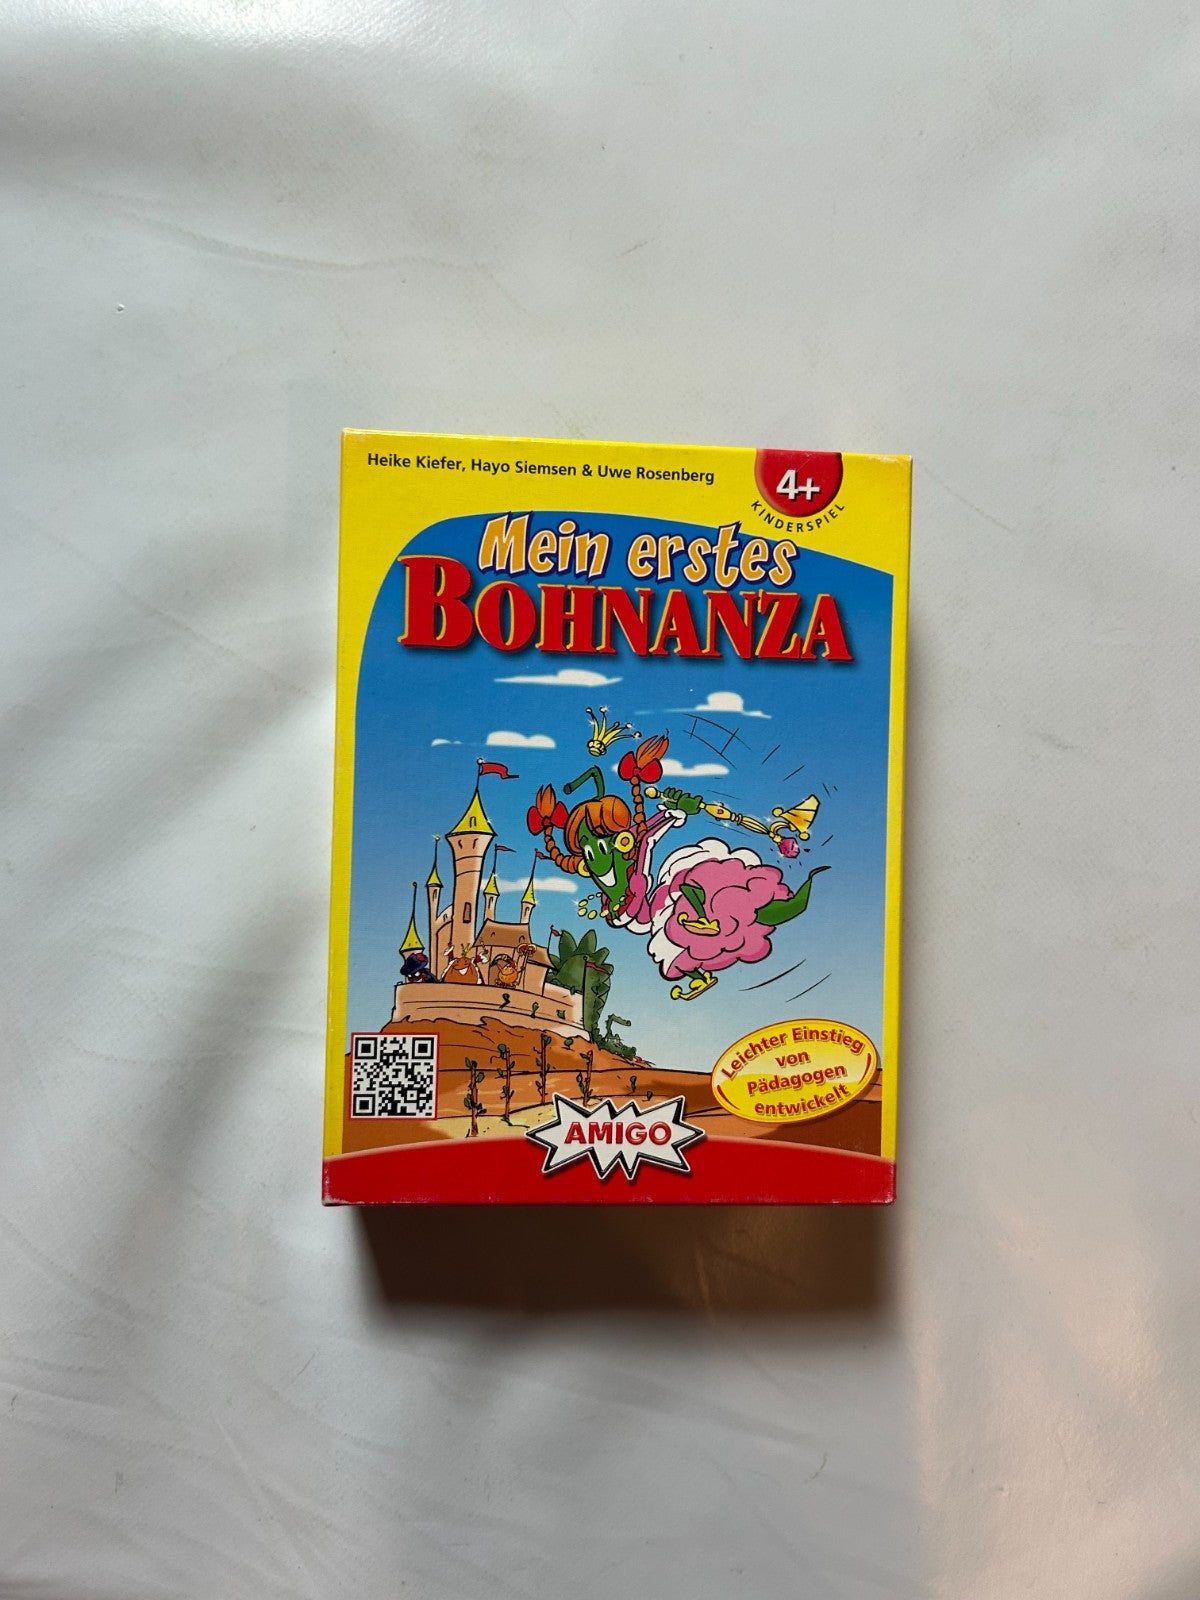 Heike Kiefer, Hayo Siemsen & Uwe Rosenberg
4+
KINDERSPIEL
Mein erstes
BOHNANZA
Leichter Einstieg
von
Pädagogen
entwickelt
AMIGO